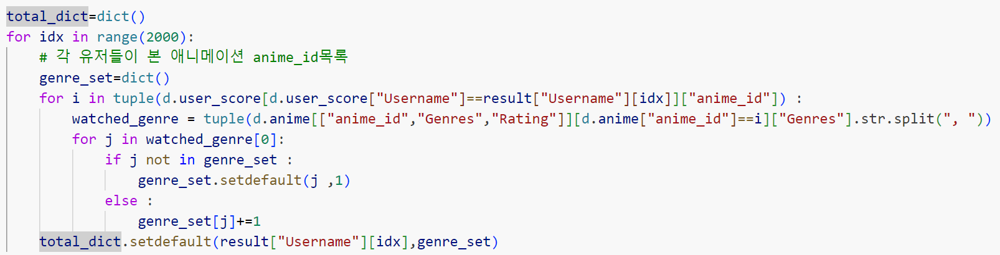 total_dict=dict()
for idx in range(2000):
    # 각 유저들이 본 애니메이션 anime_id목록
    genre_set=dict()
    for i in tuple(d.user_score[d.user_score["Username"]==result["Username"][idx]]["anime_id"]) :
        watched_genre = tuple(d.anime[["anime_id","Genres","Rating"]][d.anime["anime_id"]==i]["Genres"].str.split(", "))
        for j in watched_genre[0]:
            if j not in genre_set :
                genre_set.setdefault(j ,1)
            else :
                genre_set[j]+=1
    total_dict.setdefault(result["Username"][idx],genre_set)